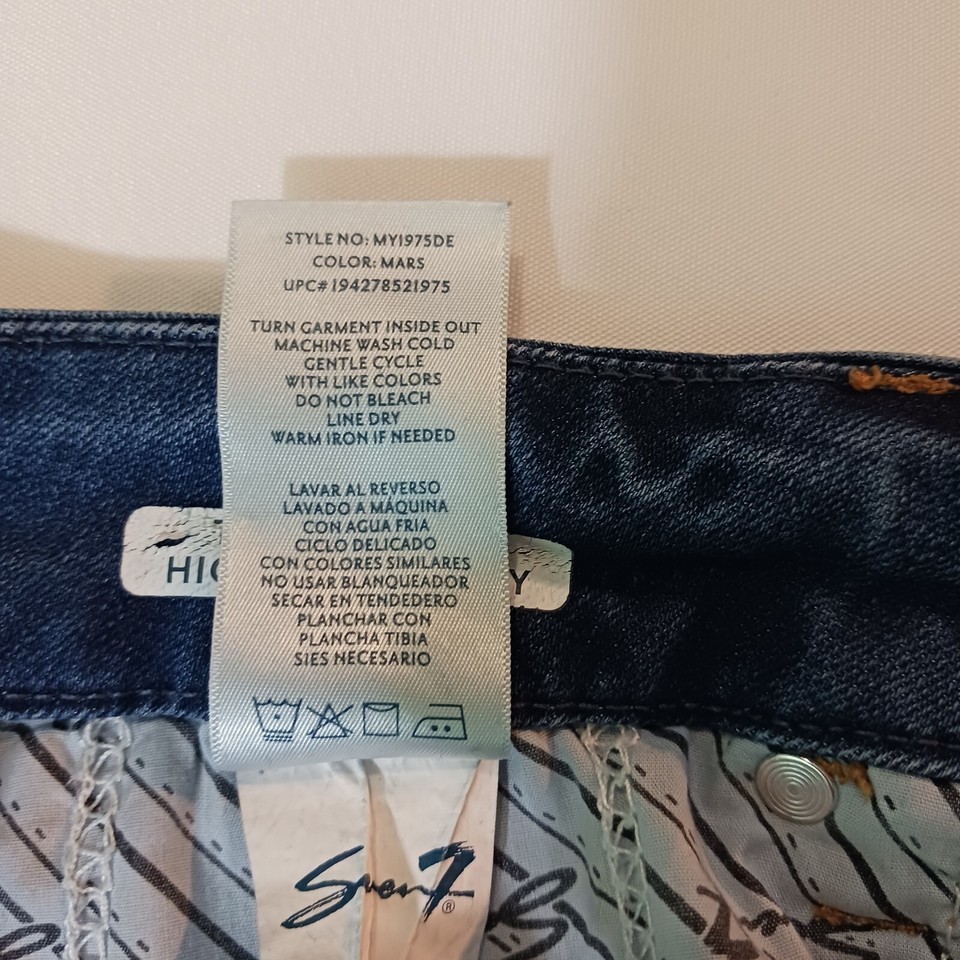 STYLE NO: MY1975DE
COLOR: MARS
UPC# 194278521975
TURN GARMENT INSIDE OUT
MACHINE WASH COLD
GENTLE CYCLE
WITH LIKE COLORS
DO NOT BLEACH
LINE DRY
WARM IRON IF NEEDED
LAVAR AL REVERSO
LAVADO A MÁQUINA
CON AGUA FRIA
CICLO DELICADO
CON COLORES SIMILARES
NO USAR BLANQUEADOR
SECAR EN TENDEDERO
PLANCHAR CON
PLANCHA TIBIA
SIES NECESARIO
Seven7®